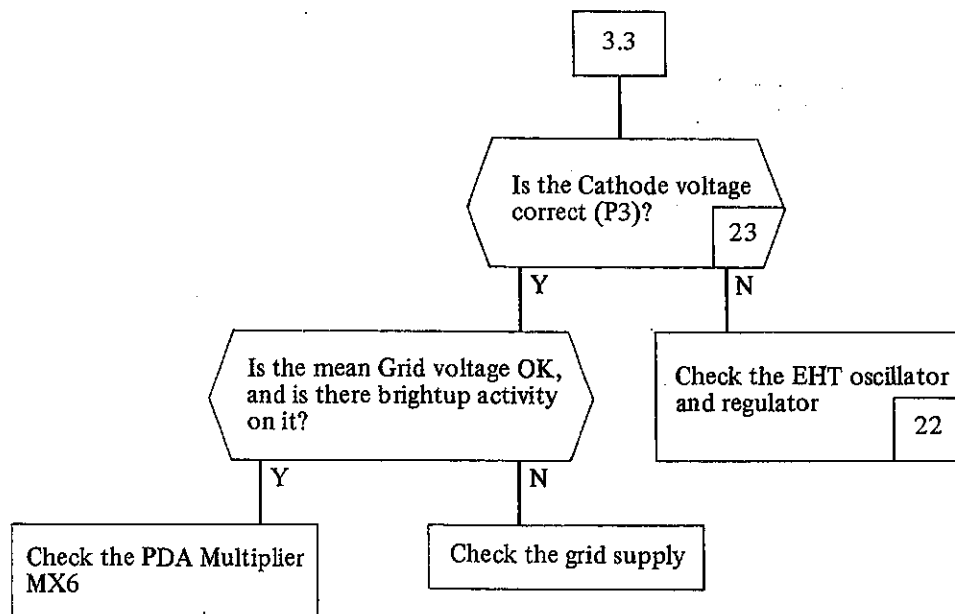 3.3
Is the Cathode voltage
correct (P3)?
23
Y
N
Is the mean Grid voltage OK,
and is there brightup activity
on it?
Check the EHT oscillator
and regulator
22
Y
N
Check the PDA Multiplier
MX6
Check the grid supply